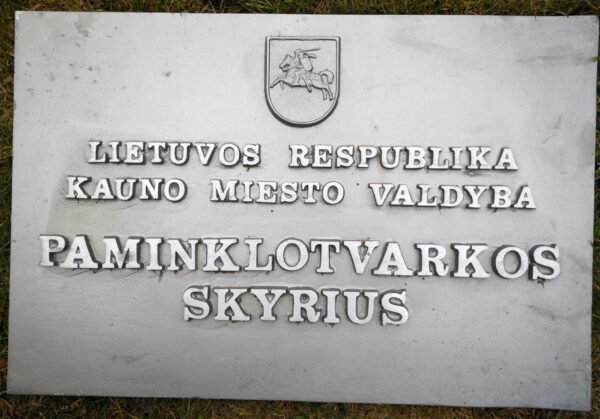 LIETUVOS RESPUBLIKA
KAUNO MIESTO VALDYBA
PAMINKLOTVARKOS
SKYRIUS